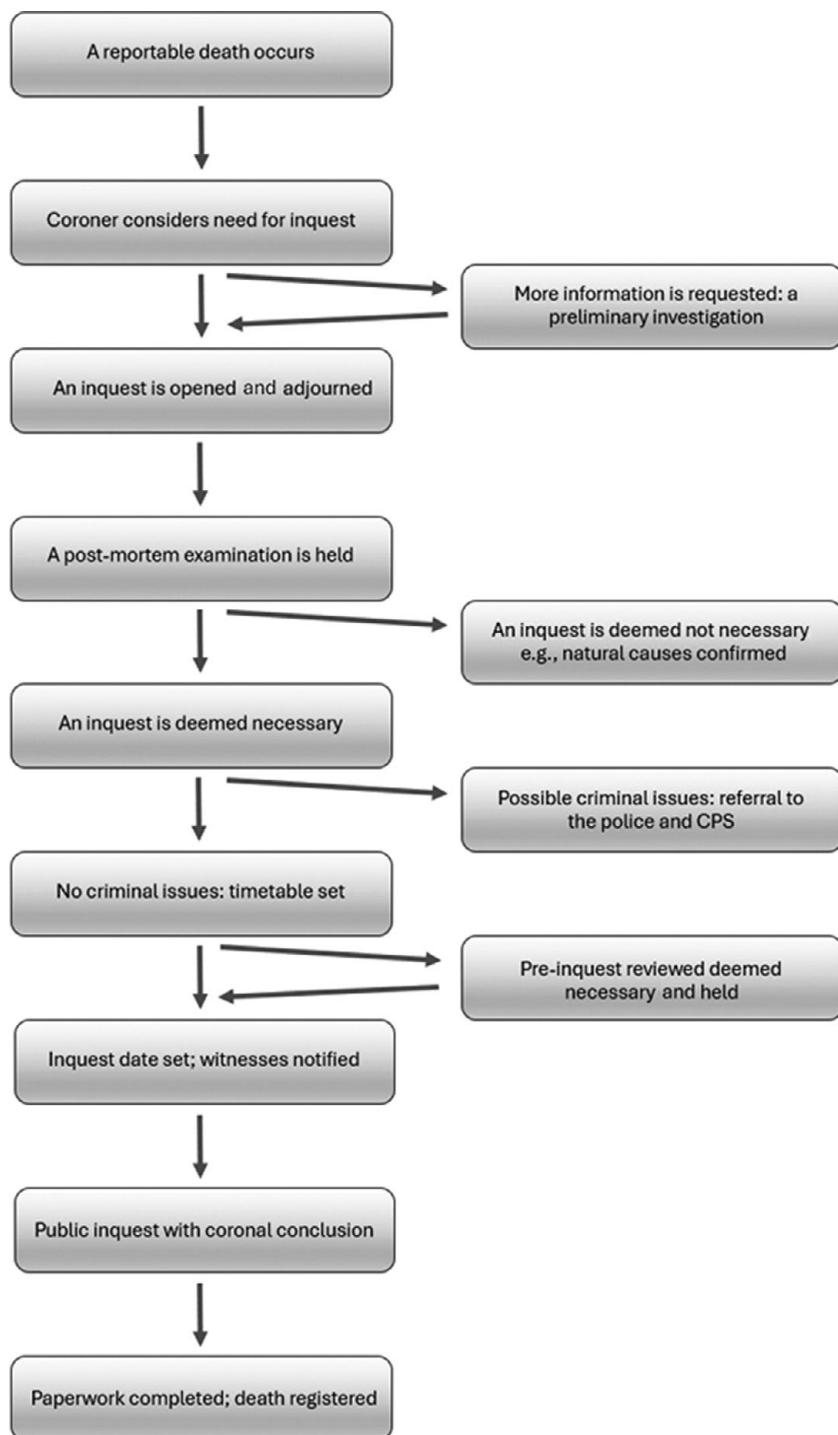 A reportable death occurs
Coroner considers need for inquest
More information is requested: a
preliminary investigation
An inquest is opened and adjourned
A post-mortem examination is held
An inquest is deemed not necessary
e.g., natural causes confirmed
An inquest is deemed necessary
Possible criminal issues: referral to
the police and CPS
No criminal issues: timetable set
Pre-inquest reviewed deemed
necessary and held
Inquest date set; witnesses notified
Public inquest with coronal conclusion
Paperwork completed; death registered